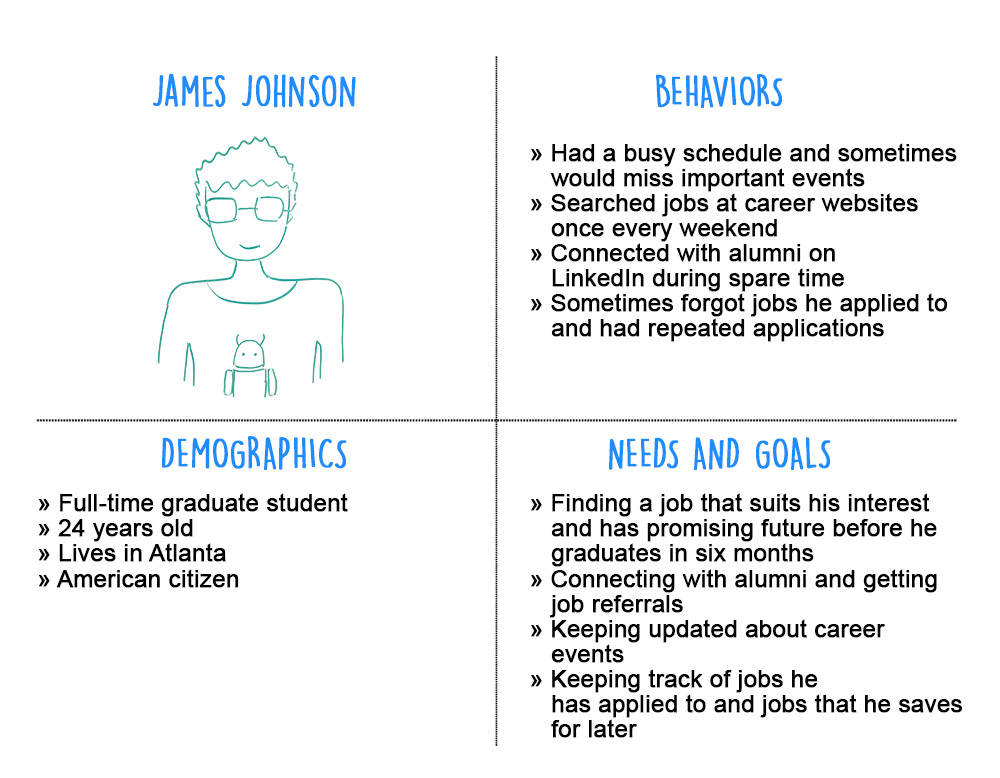 JAMES JOHNSON
BEHAVIORS
» Had a busy schedule and sometimes
would miss important events
» Searched jobs at career websites
once every weekend
» Connected with alumni on
LinkedIn during spare time
» Sometimes forgot jobs he applied to
and had repeated applications
DEMOGRAPHICS
» Full-time graduate student
» 24 years old
» Lives in Atlanta
» American citizen
NEEDS AND GOALS
» Finding a job that suits his interest
and has promising future before he
graduates in six months
» Connecting with alumni and getting
job referrals
» Keeping updated about career
events
» Keeping track of jobs he
has applied to and jobs that he saves
for later